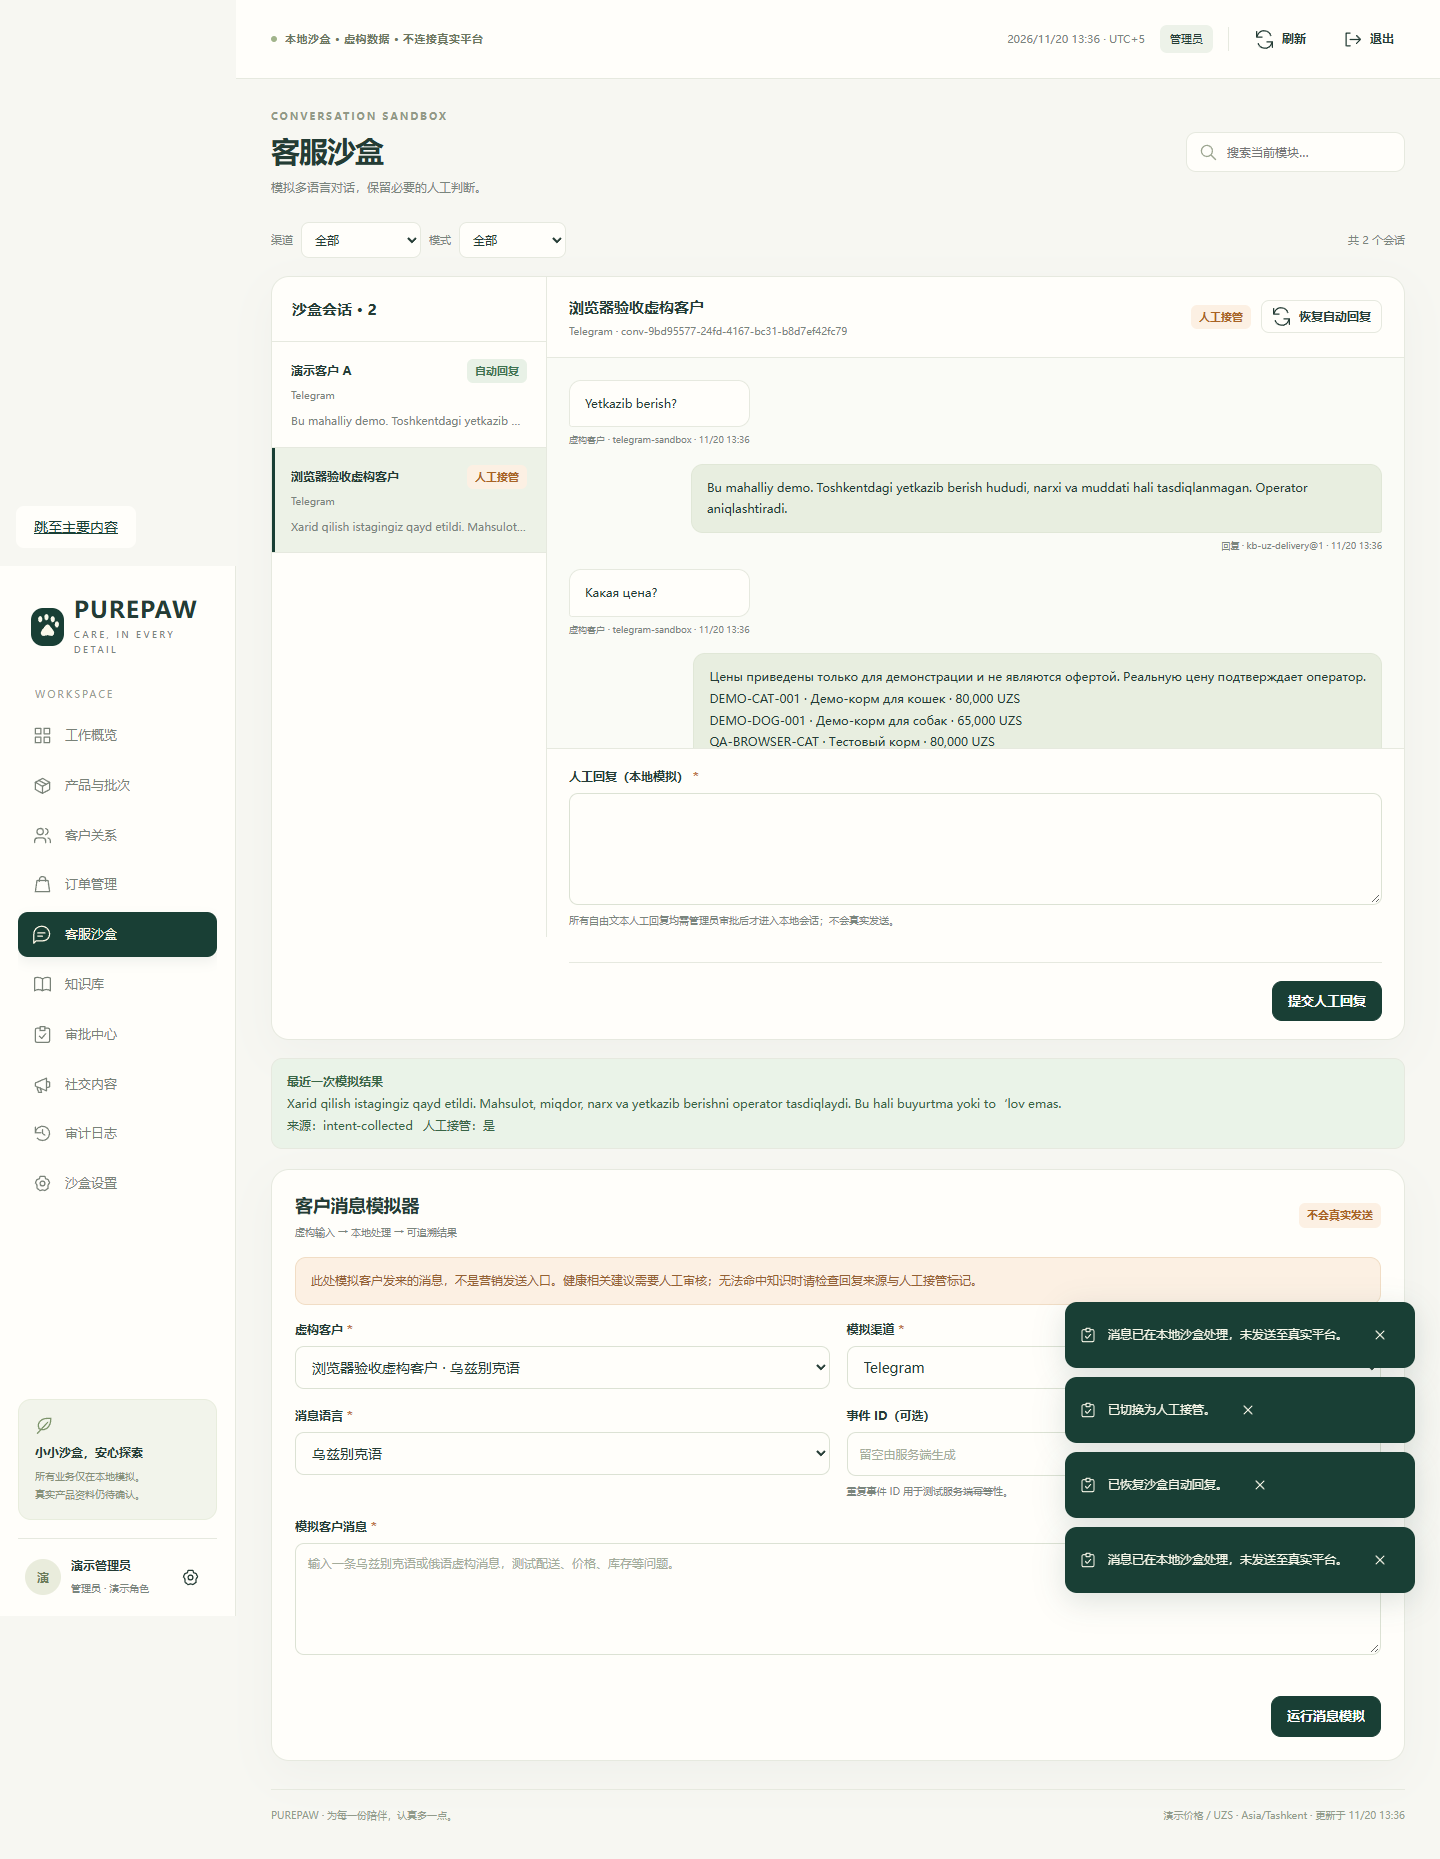 本地沙盒 • 虚构数据 • 不连接真实平台
2026/11/20 13:36 · UTC+5
管理员
刷新
退出
CONVERSATION SANDBOX
客服沙盒
模拟多语言对话，保留必要的人工判断。
搜索当前模块...
渠道
全部
模式
全部
共 2 个会话
沙盒会话 • 2
演示客户 A
自动回复
Telegram
Bu mahalliy demo. Toshkentdagi yetkazib ...
浏览器验收虚构客户
人工接管
Telegram
Xarid qilish istagingiz qayd etildi. Mahsulot...
浏览器验收虚构客户
Telegram · conv-9bd95577-24fd-4167-bc31-b8d7ef42fc79
人工接管
恢复自动回复
Yetkazib berish?
虚构客户 · telegram-sandbox · 11/20 13:36
Bu mahalliy demo. Toshkentdagi yetkazib berish hududi, narxi va muddati hali tasdiqlanmagan. Operator
aniqlashtiradi.
回复 · kb-uz-delivery@1 · 11/20 13:36
Какая цена?
虚构客户 · telegram-sandbox · 11/20 13:36
Цены приведены только для демонстрации и не являются офертой. Реальную цену подтверждает оператор.
DEMO-CAT-001 · Демо-корм для кошек · 80,000 UZS
DEMO-DOG-001 · Демо-корм для собак · 65,000 UZS
QA-BROWSER-CAT · Тестовый корм · 80,000 UZS
人工回复（本地模拟） *
所有自由文本人工回复均需管理员审批后才进入本地会话；不会真实发送。
提交人工回复
跳至主要内容
PUREPAW
CARE, IN EVERY
DETAIL
WORKSPACE
工作概览
产品与批次
客户关系
订单管理
客服沙盒
知识库
审批中心
社交内容
审计日志
沙盒设置
小小沙盒，安心探索
所有业务仅在本地模拟。
真实产品资料仍待确认。
演
演示管理员
管理员 · 演示角色
最近一次模拟结果
Xarid qilish istagingiz qayd etildi. Mahsulot, miqdor, narx va yetkazib berishni operator tasdiqlaydi. Bu hali buyurtma yoki to‘lov emas.
来源：intent-collected 人工接管：是
客户消息模拟器
虚构输入 → 本地处理 → 可追溯结果
不会真实发送
此处模拟客户发来的消息，不是营销发送入口。健康相关建议需要人工审核；无法命中知识时请检查回复来源与人工接管标记。
虚构客户 *
浏览器验收虚构客户 · 乌兹别克语
模拟渠道 *
Telegram
消息语言 *
乌兹别克语
事件 ID（可选）
留空由服务端生成
重复事件 ID 用于测试服务端幂等性。
模拟客户消息 *
输入一条乌兹别克语或俄语虚构消息，测试配送、价格、库存等问题。
运行消息模拟
消息已在本地沙盒处理，未发送至真实平台。
已切换为人工接管。
已恢复沙盒自动回复。
消息已在本地沙盒处理，未发送至真实平台。
PUREPAW · 为每一份陪伴，认真多一点。
演示价格 / UZS · Asia/Tashkent · 更新于 11/20 13:36